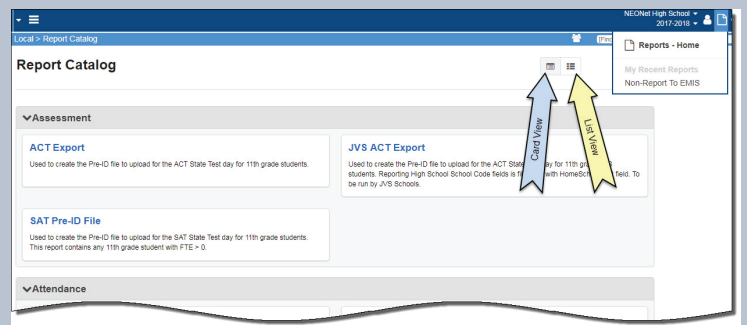 NEONet High School
2017-2018
Local > Report Catalog
Reports - Home
My Recent Reports
Non-Report To EMIS
Report Catalog
Card View
List View
Assessment
ACT Export
Used to create the Pre-ID file to upload for the ACT State Test day for 11th grade students.
JVS ACT Export
Used to create the Pre-ID file to upload for the ACT State ay for 11th
students. Reporting High School School Code fields is with HomeSch field. To
be run by JVS Schools.
SAT Pre-ID File
Used to create the Pre-ID file to upload for the SAT State Test day for 11th grade students.
This report contains any 11th grade student with FTE > 0.
Attendance